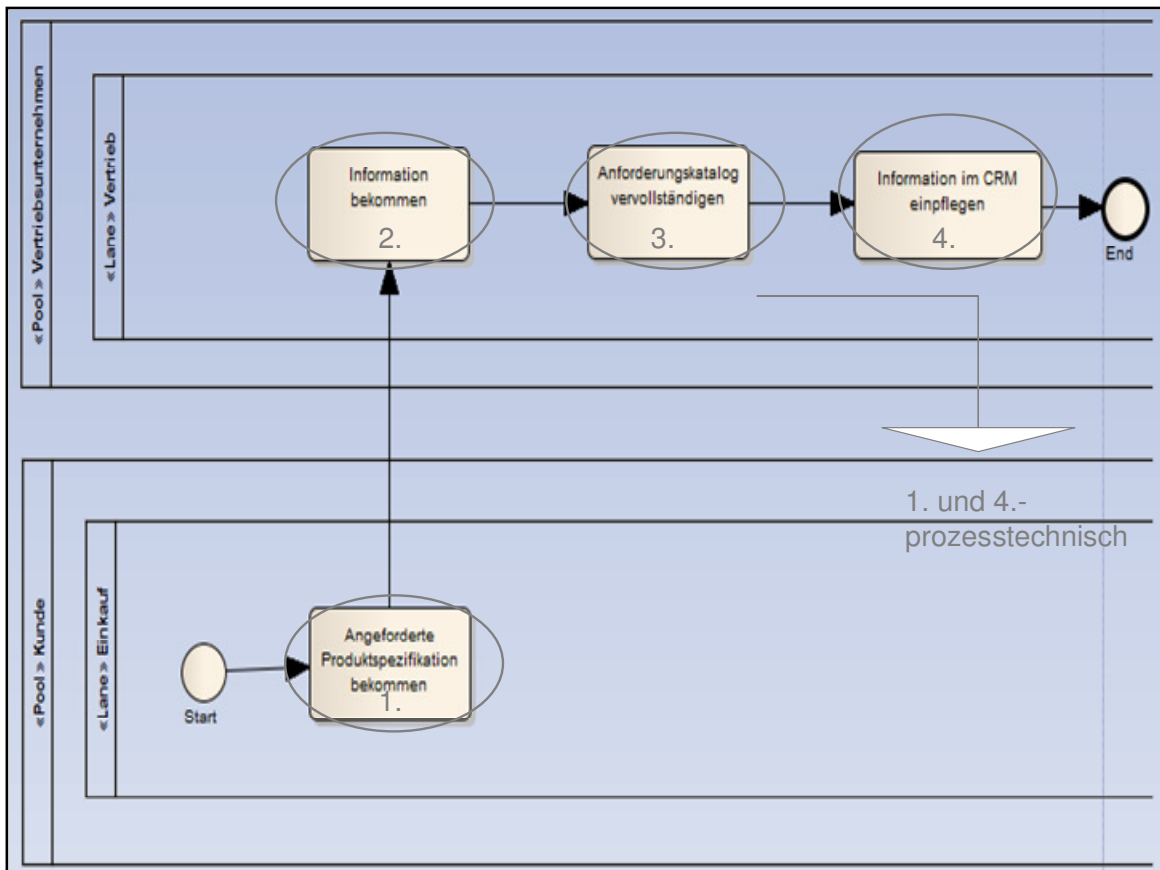 «Pool» Vertriebsunternehmen
«Lane» Vertrieb
Information
bekommen
2.
Anforderungskatalog
vervollständigen
3.
Information im CRM
einpflegen
4.
End
1. und 4.-
prozesstechnisch
«Pool» Kunde
«Lane» Einkauf
Start
Angeforderte
Produktspezifikation
bekommen
1.